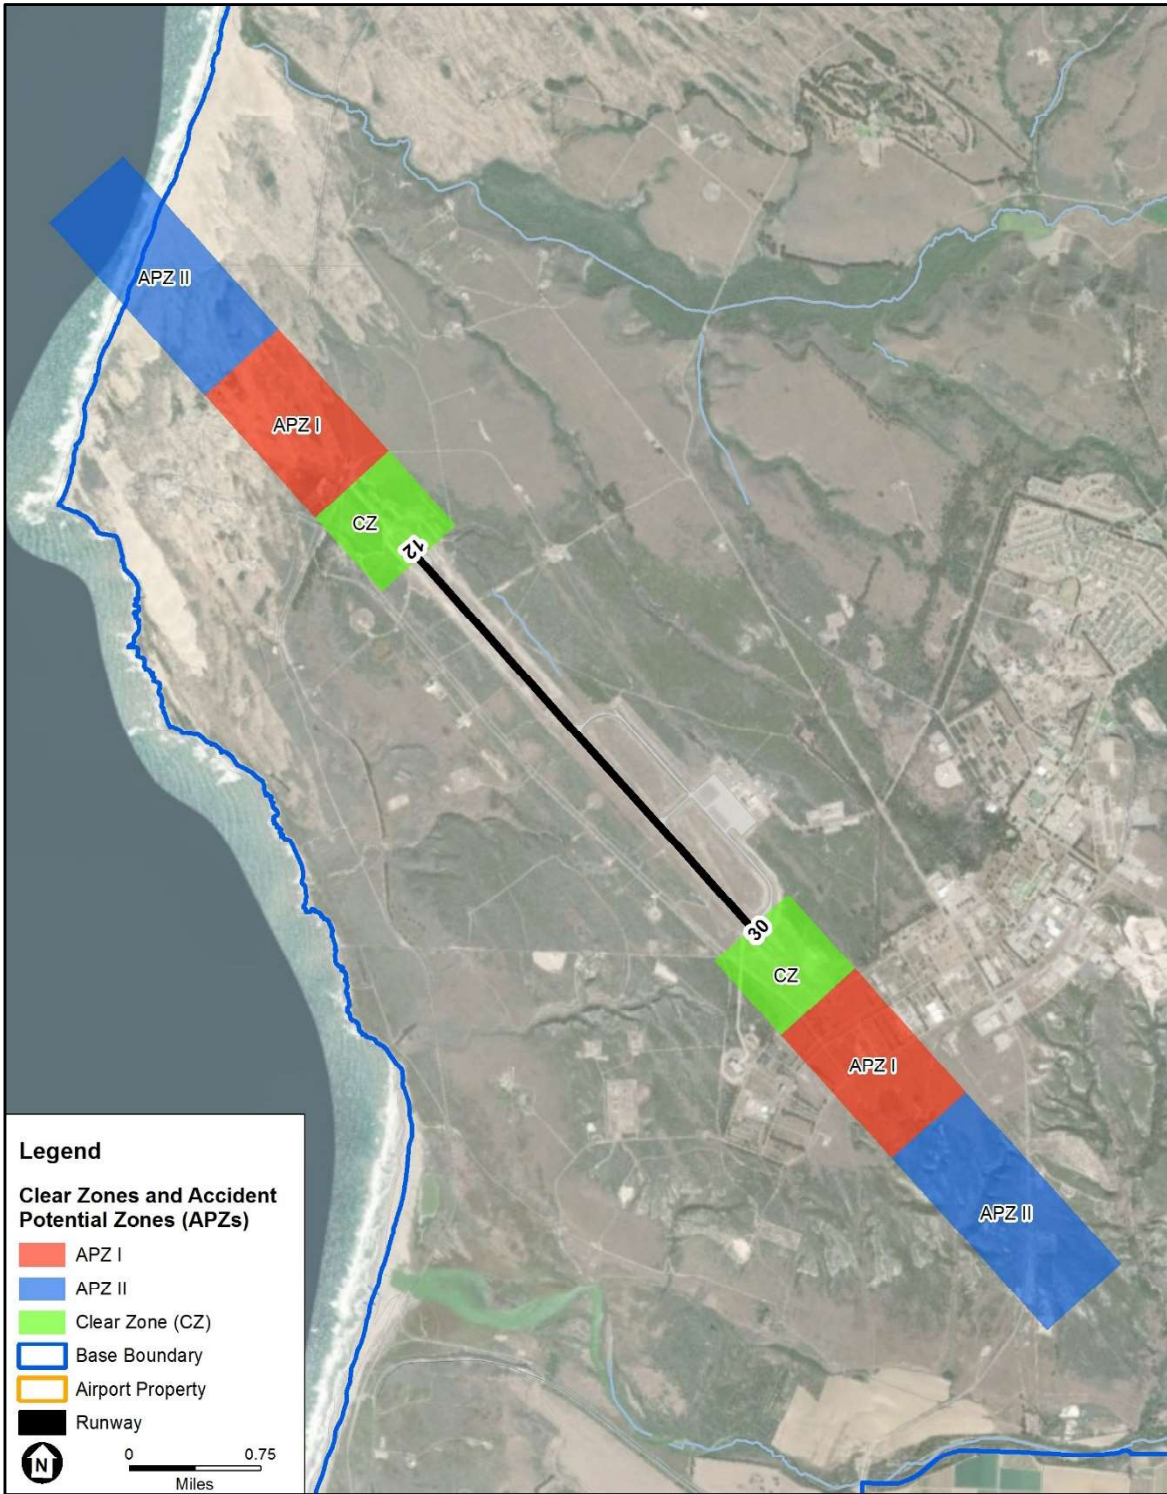 APZ II
APZ I
CZ
12
30
CZ
APZ I
APZ II
Legend
Clear Zones and Accident
Potential Zones (APZs)
APZ I
APZ II
Clear Zone (CZ)
Base Boundary
Airport Property
Runway
N
0 0.75
Miles